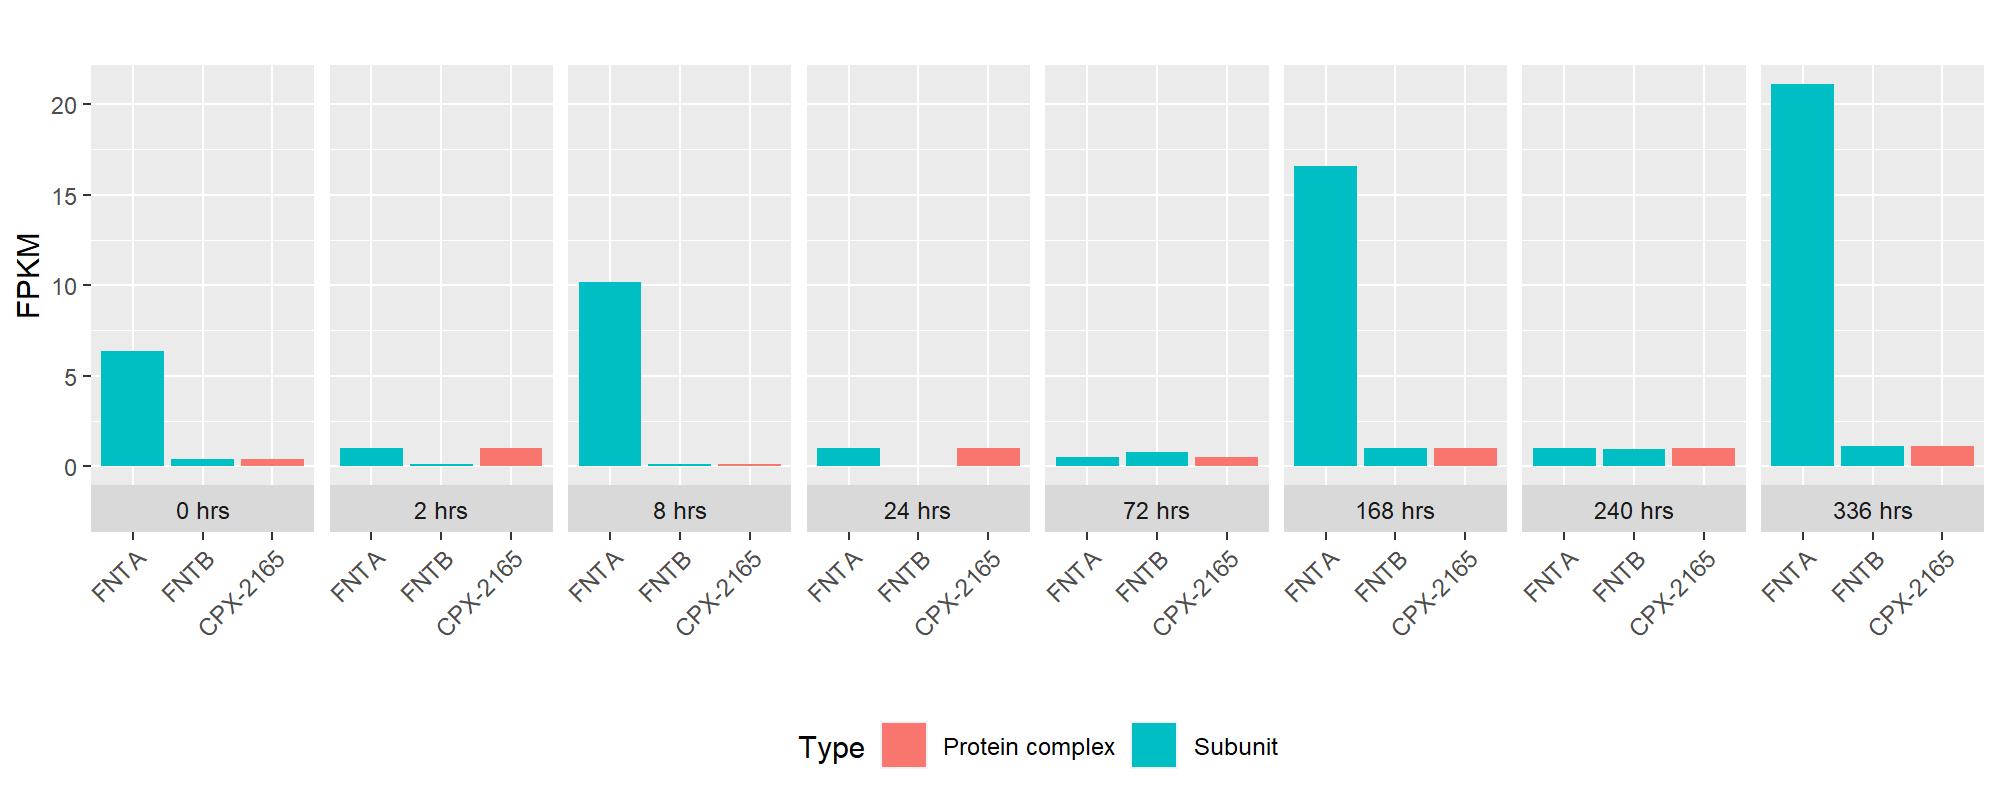 FPKM
20
15
10
5
0
0 hrs
2 hrs
8 hrs
24 hrs
72 hrs
168 hrs
240 hrs
336 hrs
FNTA
FNTB
CPX-2165
FNTA
FNTB
CPX-2165
FNTA
FNTB
CPX-2165
FNTA
FNTB
CPX-2165
FNTA
FNTB
CPX-2165
FNTA
FNTB
CPX-2165
FNTA
FNTB
CPX-2165
FNTA
FNTB
CPX-2165
Type Protein complex Subunit